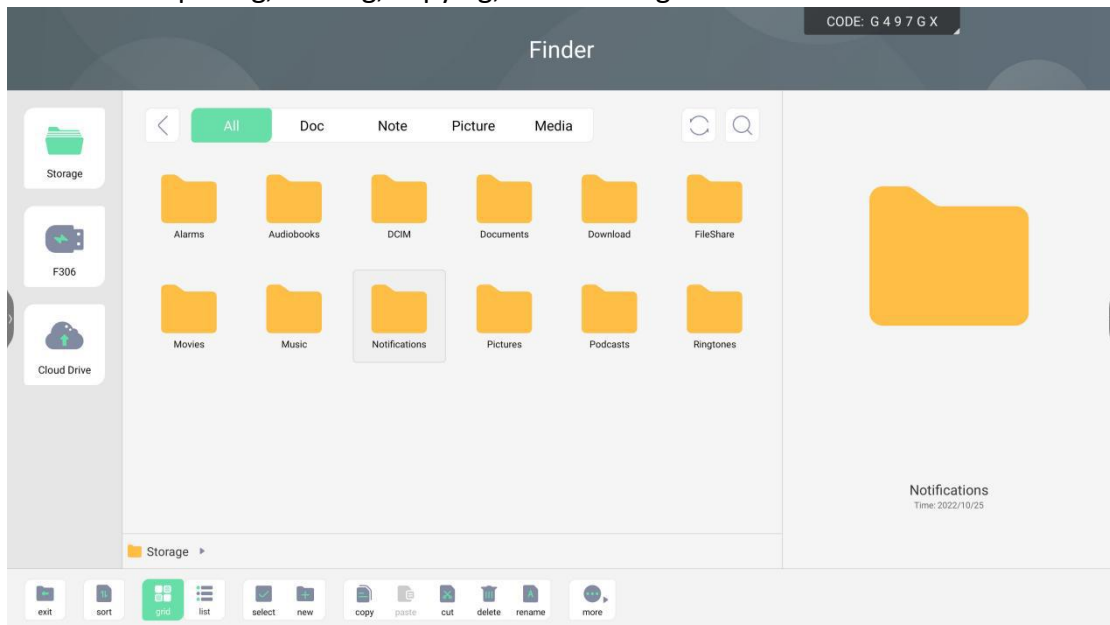 CODE: G 4 9 7 G X
Finder
All Doc Note Picture Media
Storage
F306
Cloud Drive
Alarms Audiobooks DCIM Documents Download FileShare
Movies Music Notifications Pictures Podcasts Ringtones
Notifications
Time: 2022/10/25
Storage
exit sort grid list select new copy paste cut delete rename more